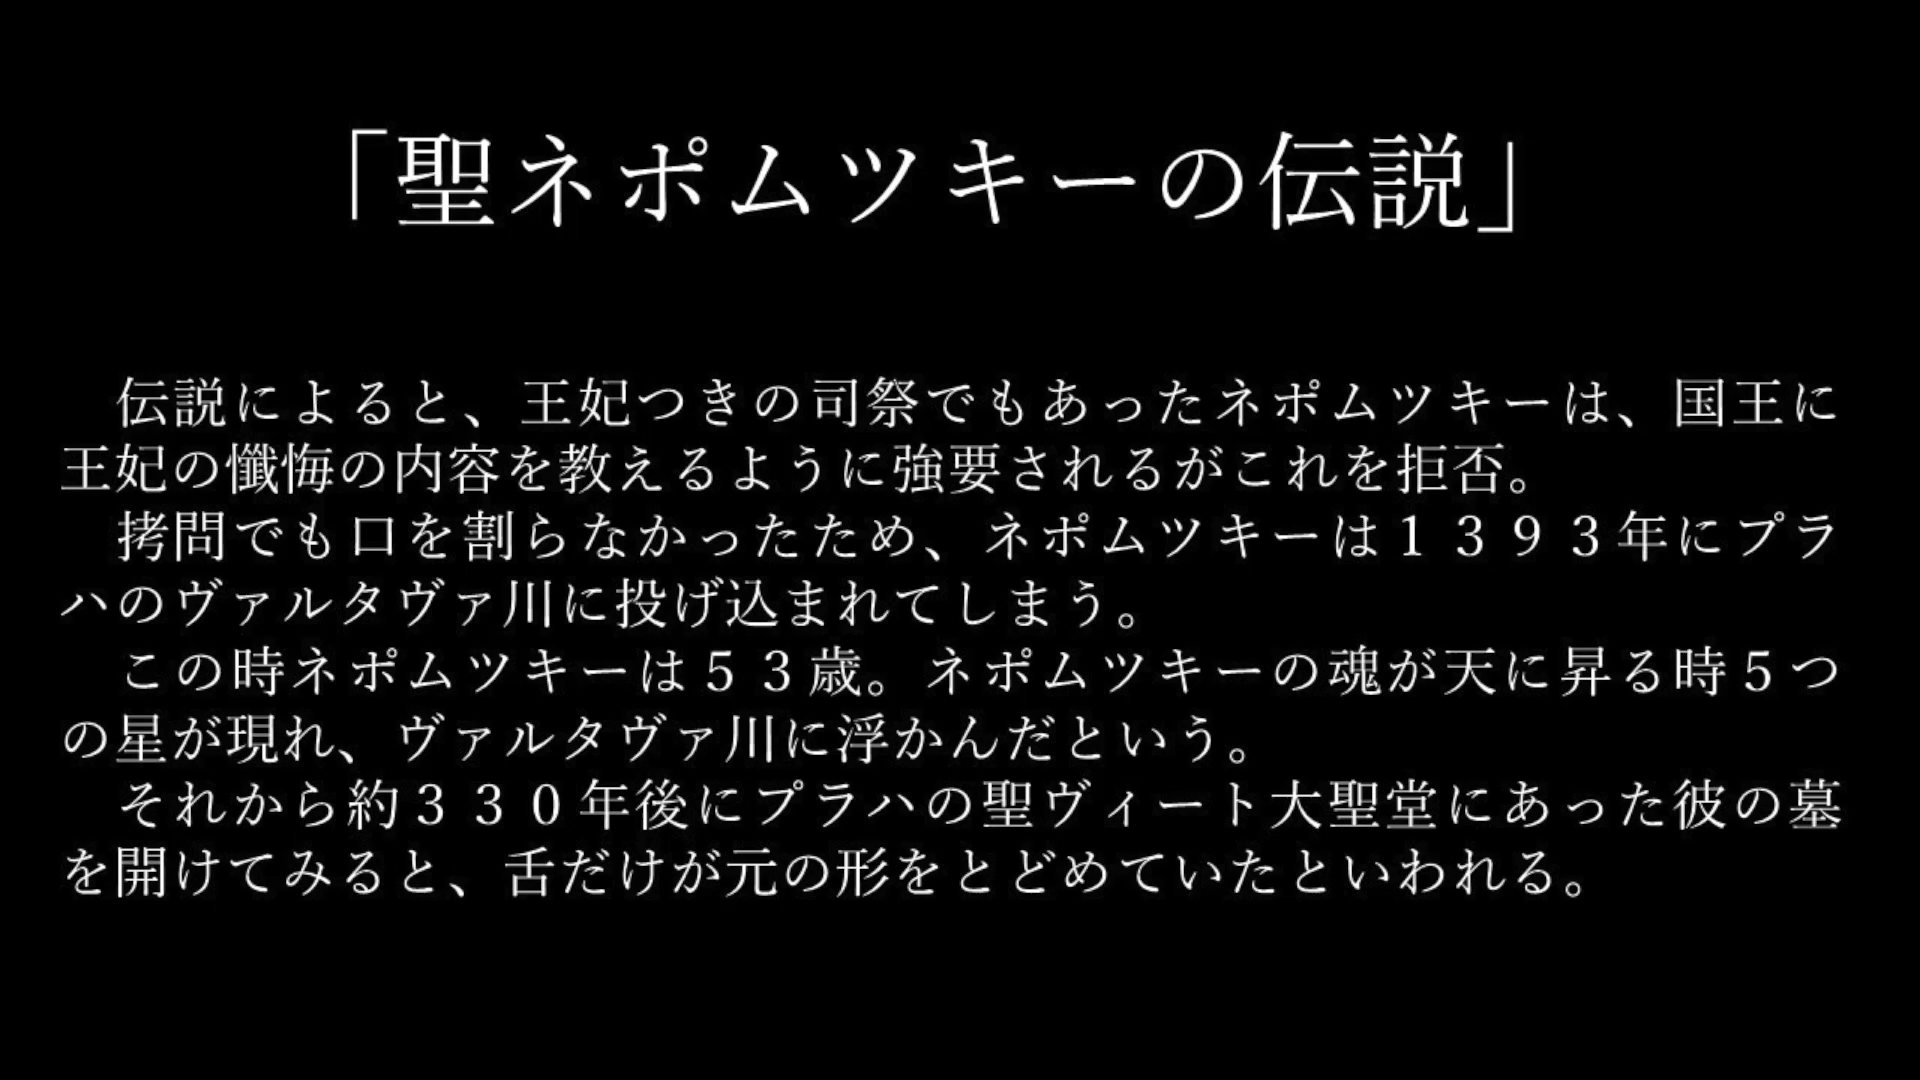 「聖ネポムツキーの伝説」
伝説によると、王妃つきの司祭でもあったネポムツキーは、国王に
王妃の懺悔の内容を教えるように強要されるがこれを拒否。
拷問でも口を割らなかったため、ネポムツキーは１３９３年にプラ
ハのヴァルタヴァ川に投げ込まれてしまう。
この時ネポムツキーは５３歳。ネポムツキーの魂が天に昇る時５つ
の星が現れ、ヴァルタヴァ川に浮かんだという。
それから約３３０年後にプラハの聖ヴィート大聖堂にあった彼の墓
を開けてみると、舌だけが元の形をとどめていたといわれる。